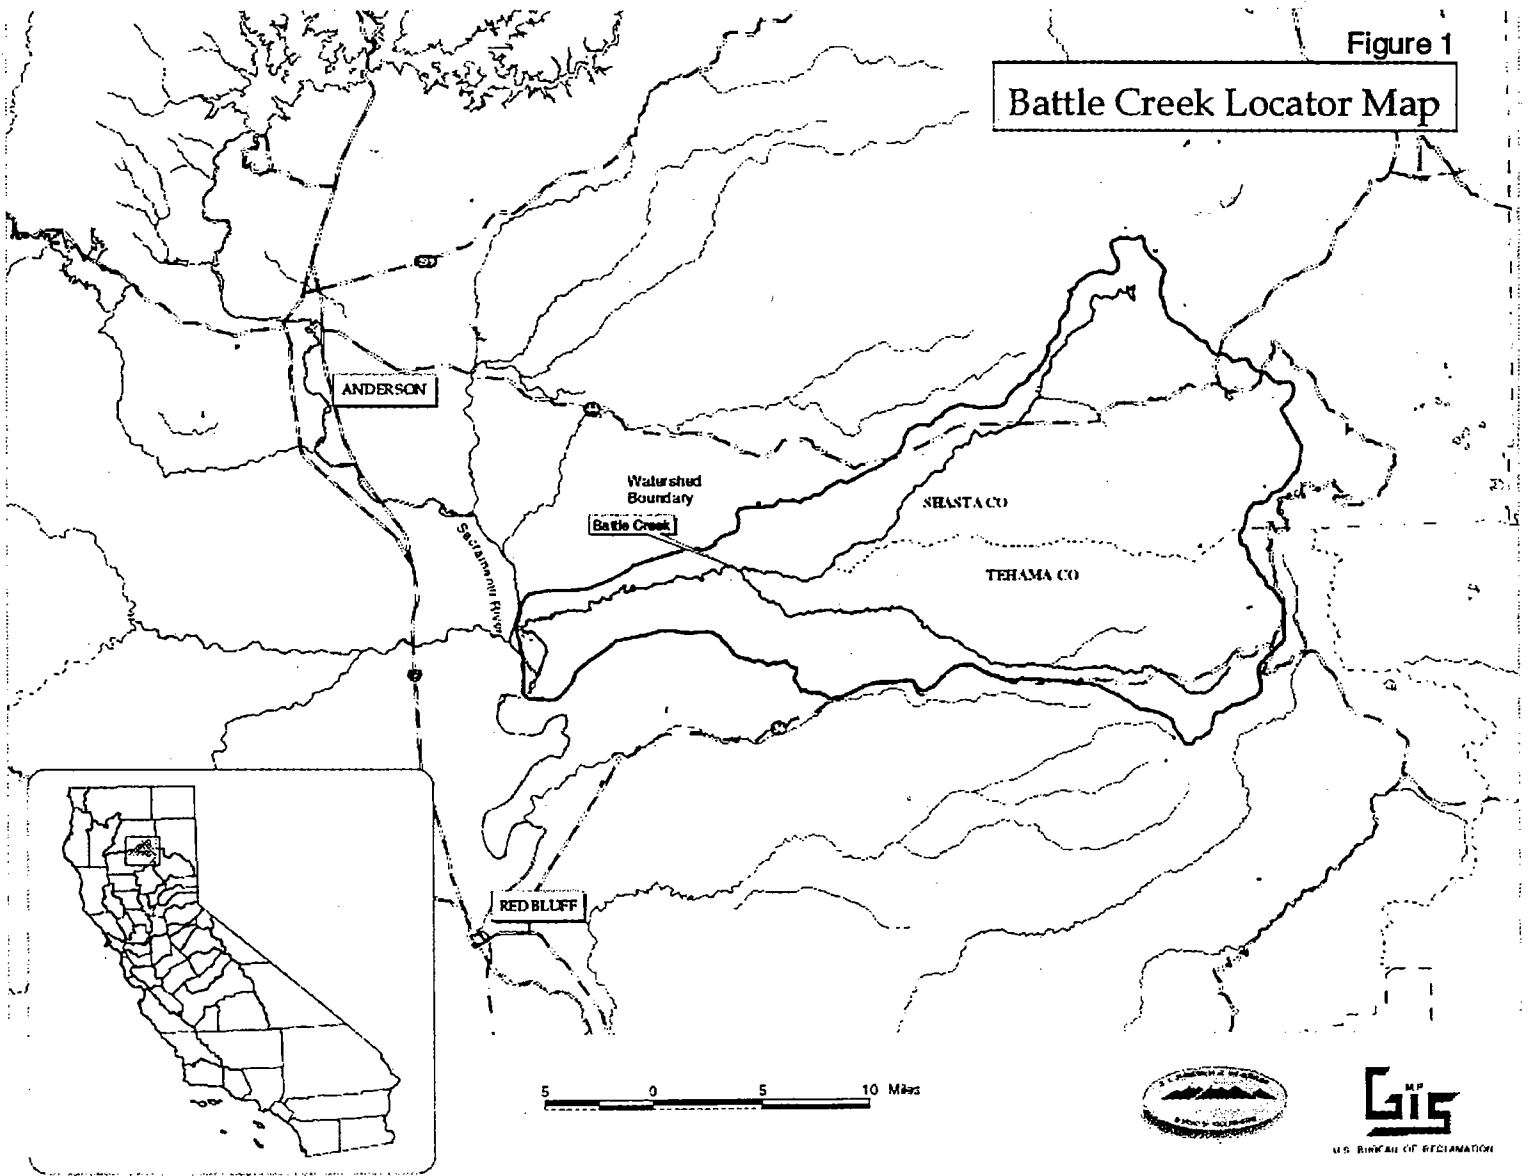 Figure 1
Battle Creek Locator Map
ANDERSON
Watershed
Boundary
Battle Creek
SHASTA CO
TEHAMA CO
Sacramento River
RED BLUFF
5 0 5 10 Miles
M.P.
GIS
U.S. BUREAU OF RECLAMATION